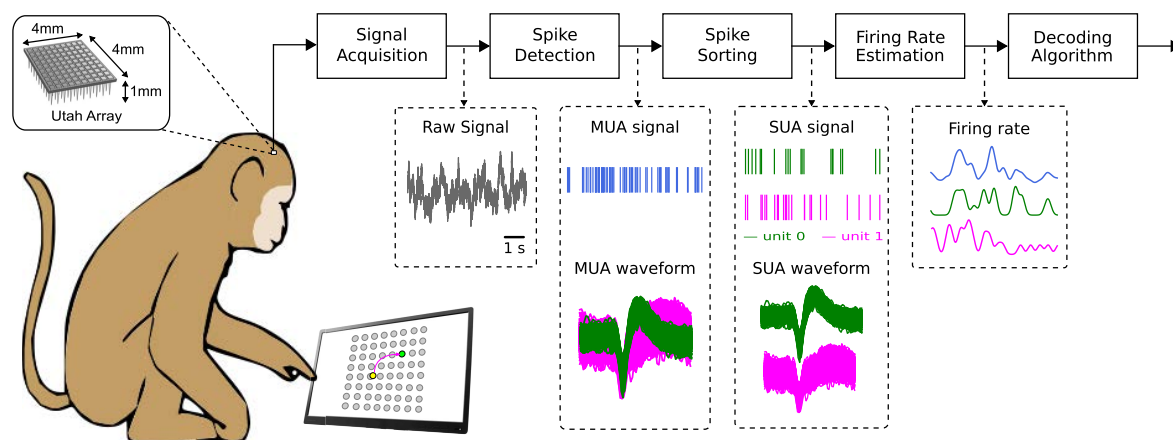 4mm
4mm
1mm
Utah Array
Signal
Acquisition
Spike
Detection
Spike
Sorting
Firing Rate
Estimation
Decoding
Algorithm
Raw Signal
1 s
MUA signal
MUA waveform
SUA signal
unit 0
unit 1
SUA waveform
Firing rate